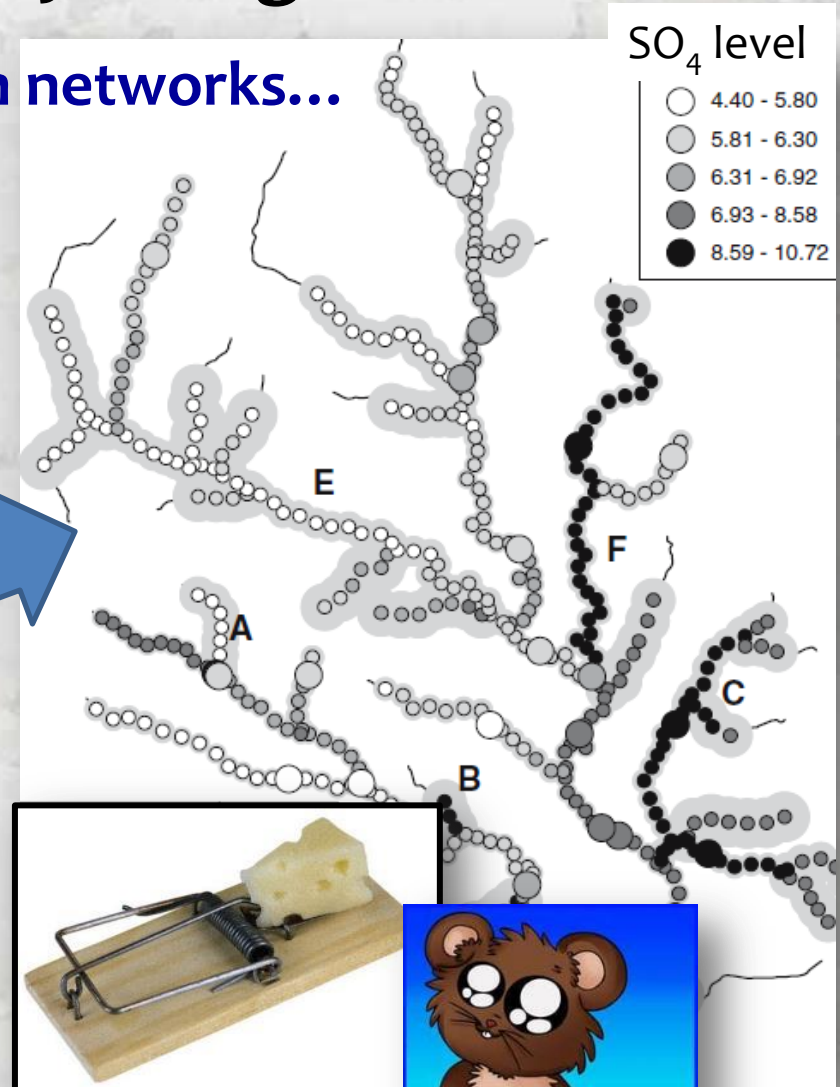 networks...
SO4 level
4.40 - 5.80
5.81 - 6.30
6.31 - 6.92
6.93 - 8.58
8.59 - 10.72
E
F
A
C
B